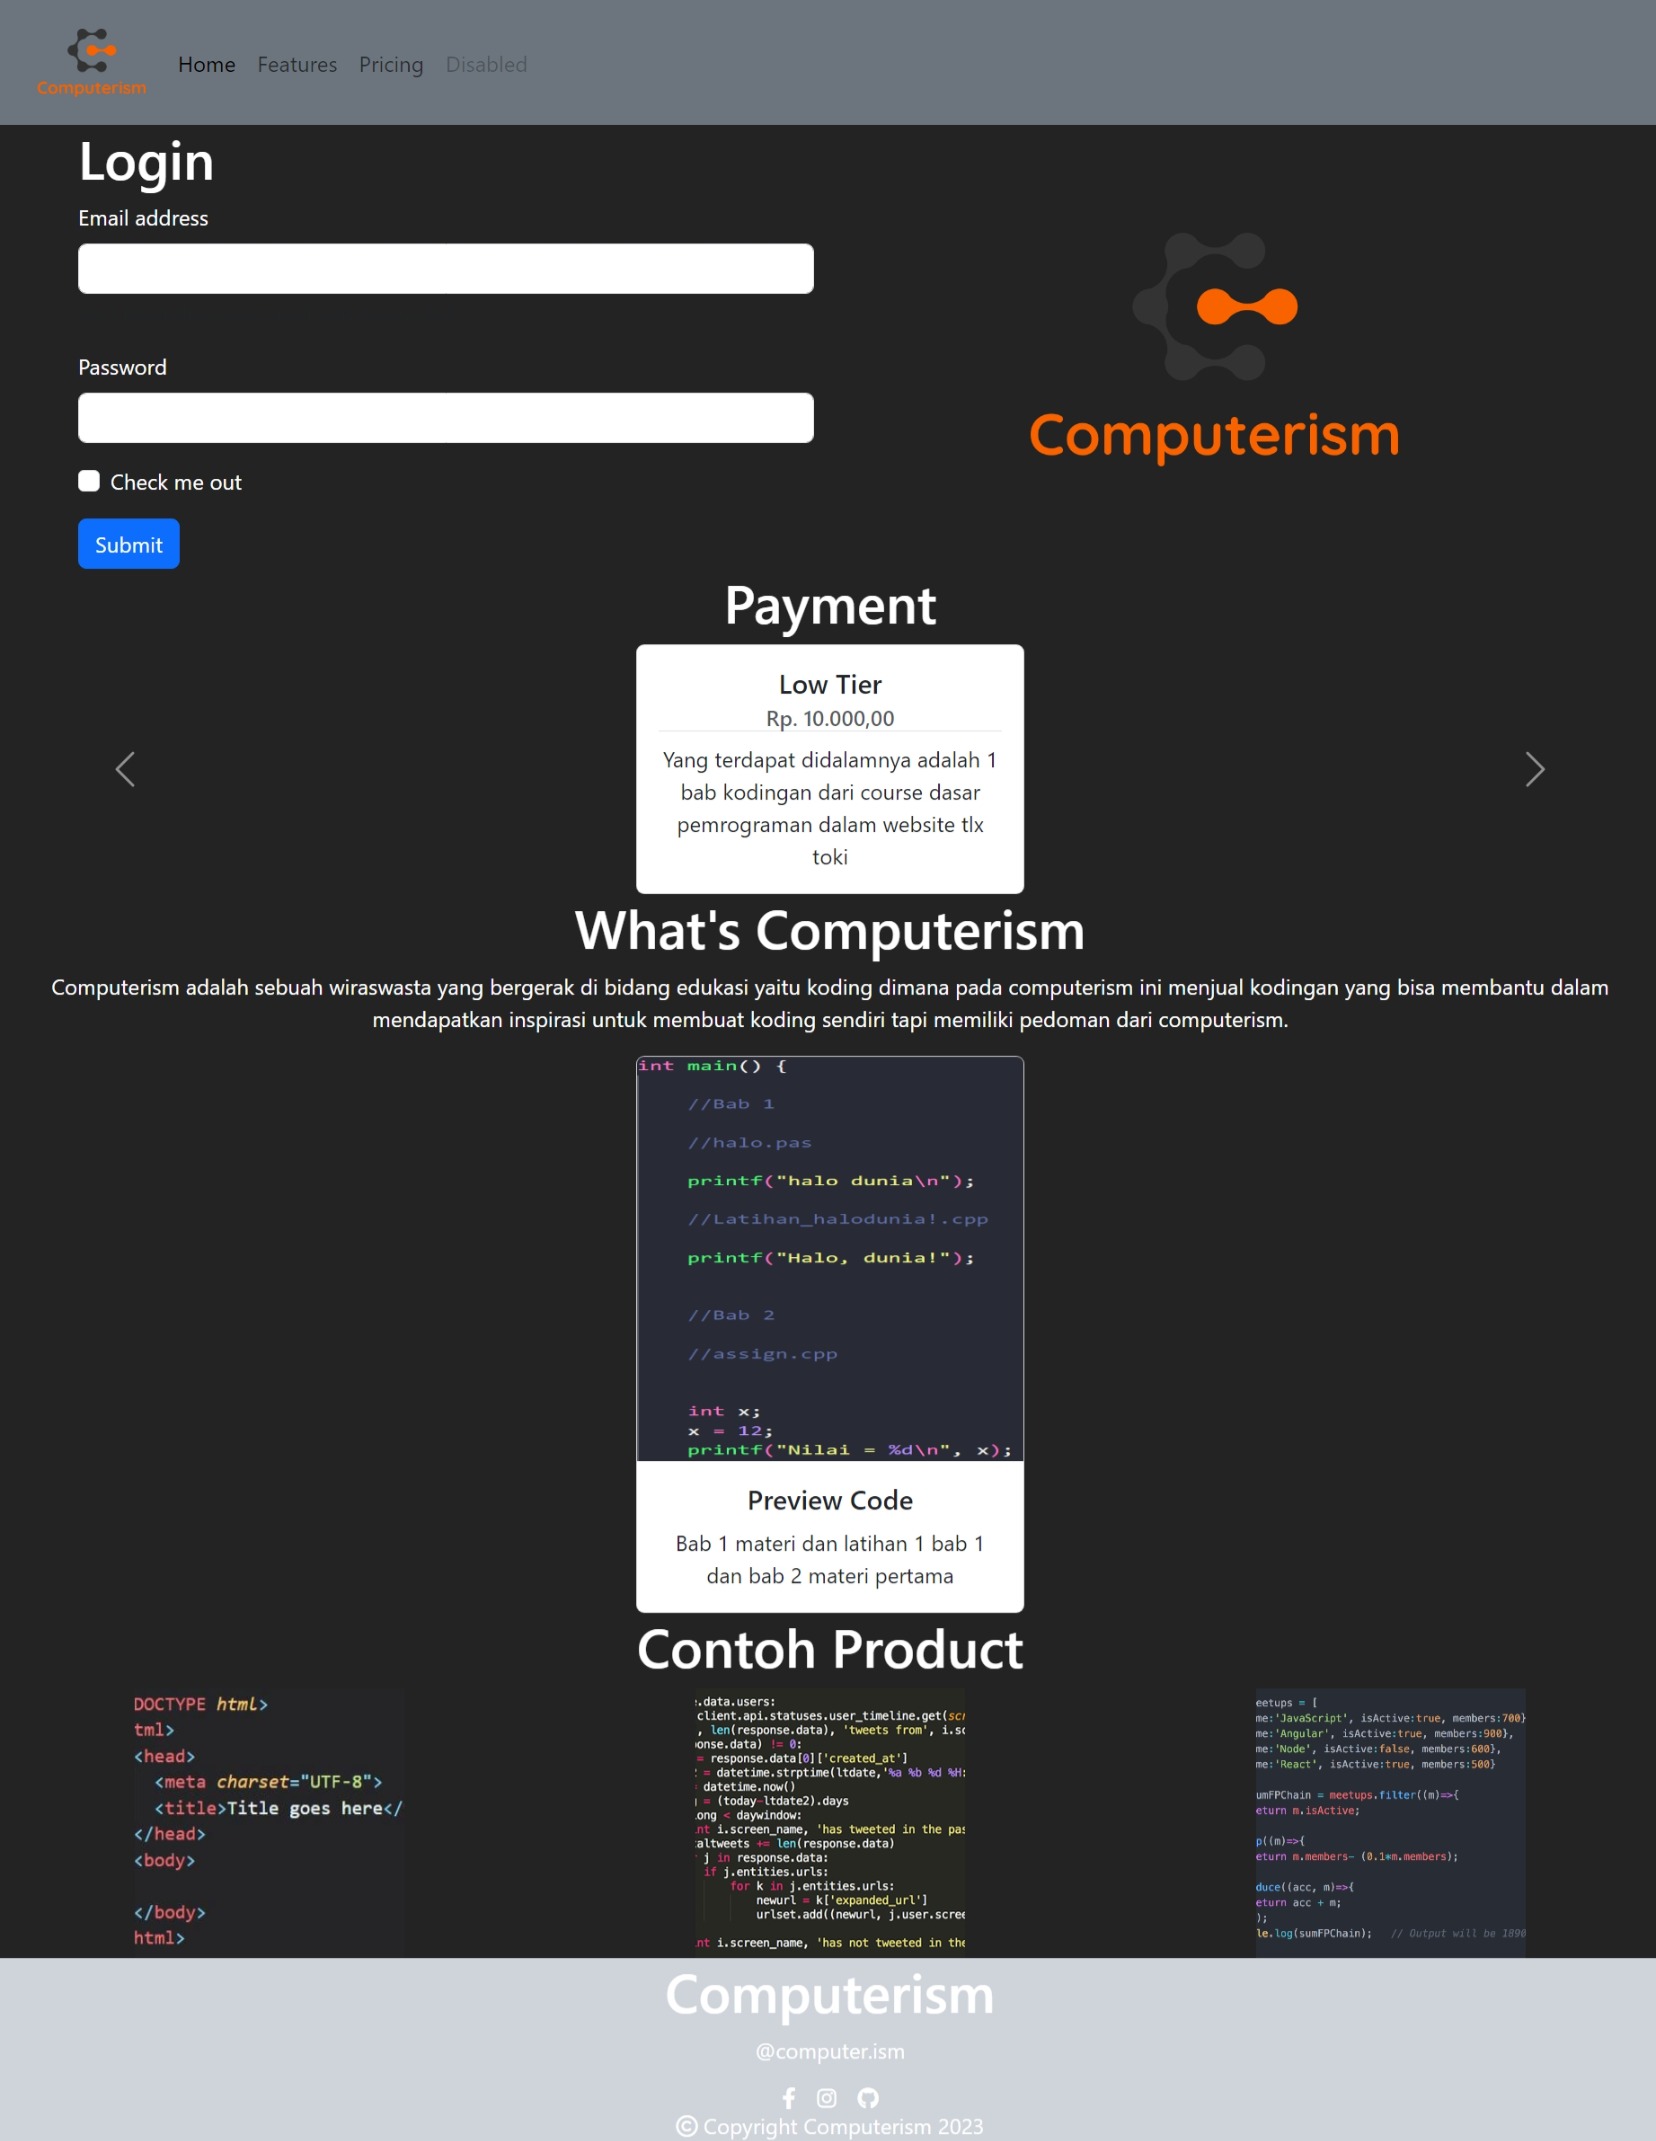 Computerism
Home Features Pricing Disabled
Login
Email address
Password
Check me out
Submit
Computerism
Payment
Low Tier
Rp. 10.000,00
Yang terdapat didalamnya adalah 1
bab kodingan dari course dasar
pemrograman dalam website tlx
toki
What's Computerism
Computerism adalah sebuah wiraswasta yang bergerak di bidang edukasi yaitu koding dimana pada computerism ini menjual kodingan yang bisa membantu dalam
mendapatkan inspirasi untuk membuat koding sendiri tapi memiliki pedoman dari computerism.
int main() {
//Bab 1
//halo.pas
printf("halo dunia\n");
//Latihan_halodunia!.cpp
printf("Halo, dunia!");
//Bab 2
//assign.cpp
int x;
x = 12;
printf("Nilai = %d\n", x);
Preview Code
Bab 1 materi dan latihan 1 bab 1
dan bab 2 materi pertama
Contoh Product
DOCTYPE html>
tml>
<head>
<meta charset="UTF-8">
<title>Title goes here</
</head>
<body>
</body>
html>
.data.users:
client.api.statuses.user_timeline.get(scr
, len(response.data), 'tweets from', i.sc
onse.data) != 0:
= response.data[0]['created_at']
= datetime.strptime(ltdate,'%a %b %d %H:
datetime.now()
= (today-ltdate2).days
ong < daywindow:
nt i.screen_name, 'has tweeted in the pas
altweets += len(response.data)
j in response.data:
if j.entities.urls:
for k in j.entities.urls:
newurl = k['expanded_url']
urlset.add((newurl, j.user.scree
nt i.screen_name, 'has not tweeted in the
eetups = [
me:'JavaScript', isActive:true, members:700}
me:'Angular', isActive:true, members:900},
me:'Node', isActive:false, members:600},
me:'React', isActive:true, members:500}
umFPChain = meetups.filter((m)=>{
eturn m.isActive;
p((m)=>{
eturn m.members- (0.1*m.members);
duce((acc, m)=>{
eturn acc + m;
);
le.log(sumFPChain); // Output will be 1890
Computerism
@computer.ism
© Copyright Computerism 2023